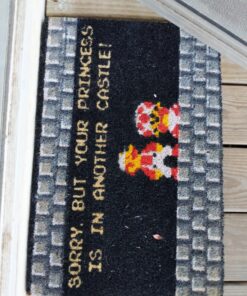 SORRY, BUT YOUR PRINCESS
IS IN ANOTHER CASTLE!